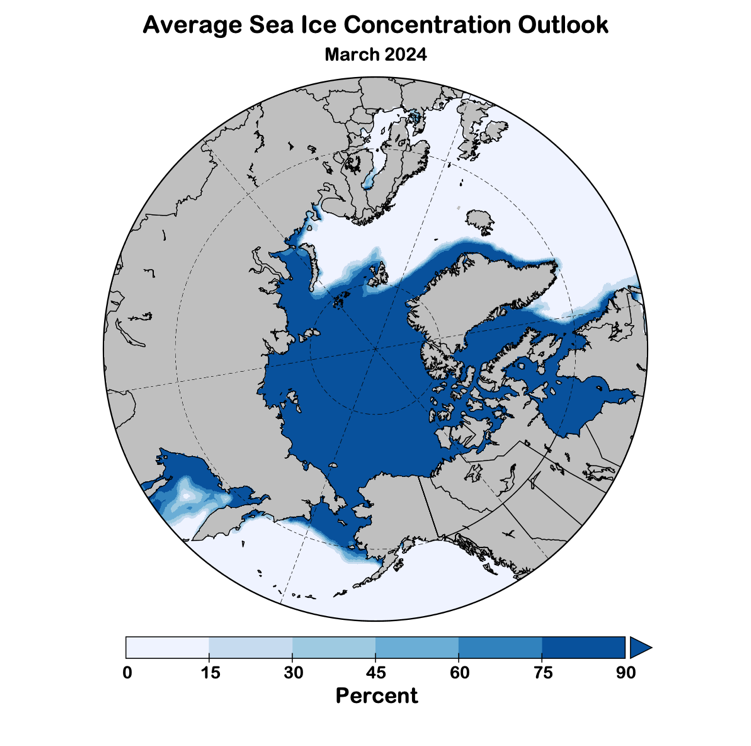 Average Sea Ice Concentration Outlook
March 2024
0 15 30 45 60 75 90
Percent